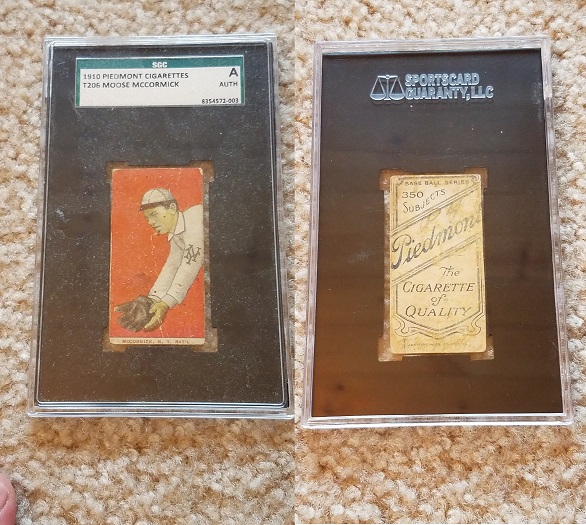 SGC
1910 PIEDMONT CIGARETTES
T206 MOOSE MCCORMICK
A
AUTH
8354572-003
NY
MCCORMICK, N. Y. NAT'L
SPORTSCARD
GUARANTY, LLC
BASE BALL SERIES
350
SUBJECTS
Piedmont
The
CIGARETTE
of
QUALITY